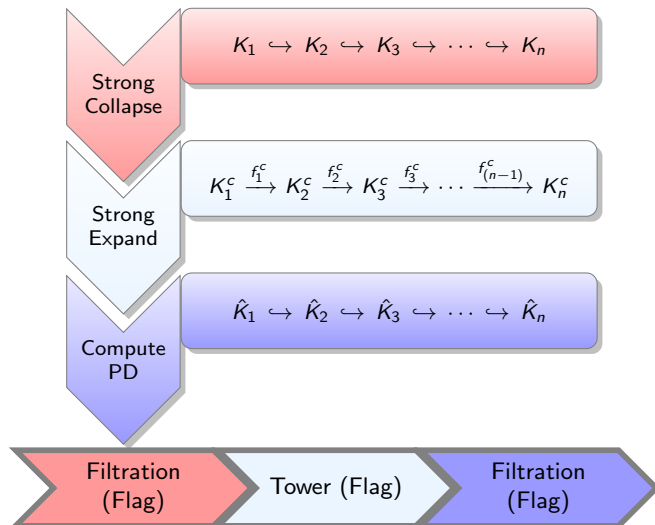 Strong
Collapse
K₁ ↪ K₂ ↪ K₃ ↪ ⋯ ↪ Kₙ
Strong
Expand
K₁ᶜ —f₁ᶜ→ K₂ᶜ —f₂ᶜ→ K₃ᶜ —f₃ᶜ→ ⋯ —f₍ₙ₋₁₎ᶜ→ Kₙᶜ
Compute
PD
K̂₁ ↪ K̂₂ ↪ K̂₃ ↪ ⋯ ↪ K̂ₙ
Filtration
(Flag)
Tower (Flag)
Filtration
(Flag)